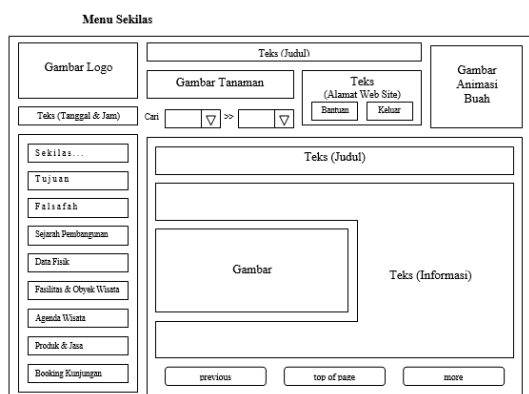 Menu Sekilas
Gambar Logo
Teks (Judul)
Gambar Tanaman
Teks
(Alamat Web Site)
Bantuan
Keluar
Gambar
Animasi
Buah
Teks (Tanggal & Jam)
Cari
>>
Sekilas...
Tujuan
Falsafah
Sejarah Pembangunan
Data Fisik
Fasilitas & Obyek Wisata
Agenda Wisata
Produk & Jasa
Booking Kunjungan
Teks (Judul)
Gambar
Teks (Informasi)
previous
top of page
more